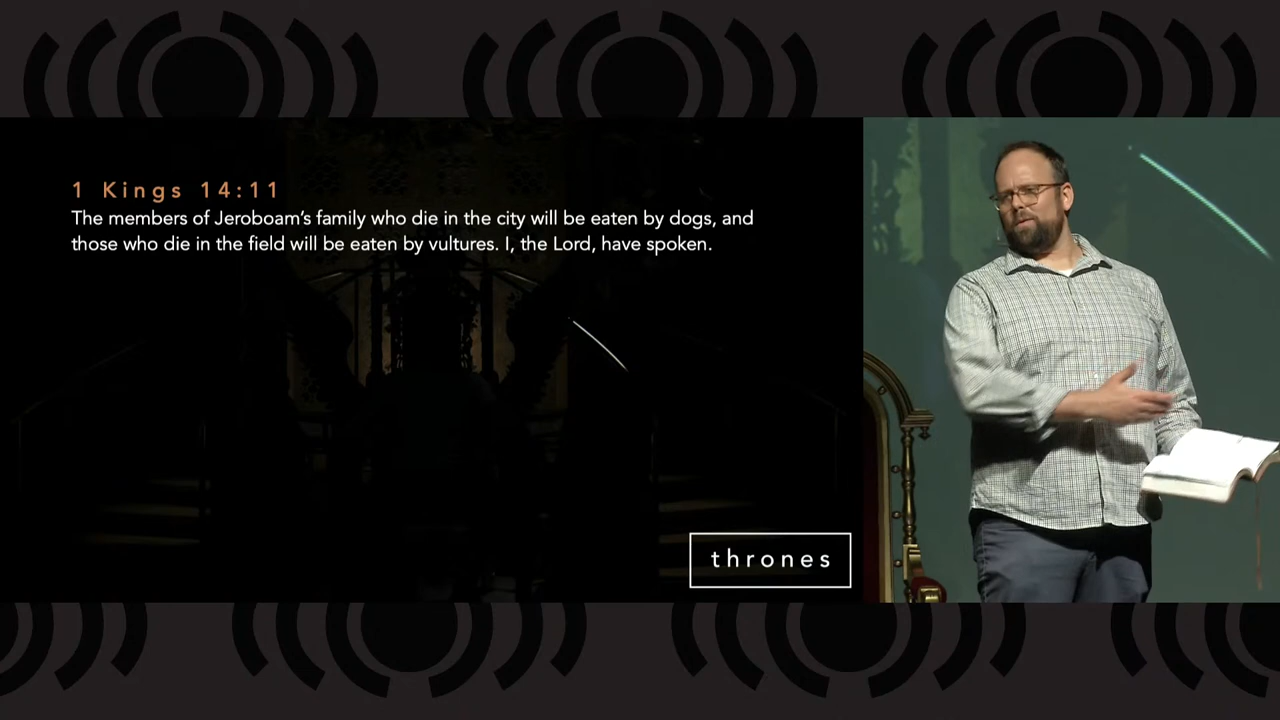 1 Kings 14:11
The members of Jeroboam's family who die in the city will be eaten by dogs, and
those who die in the field will be eaten by vultures. I, the Lord, have spoken.
thrones